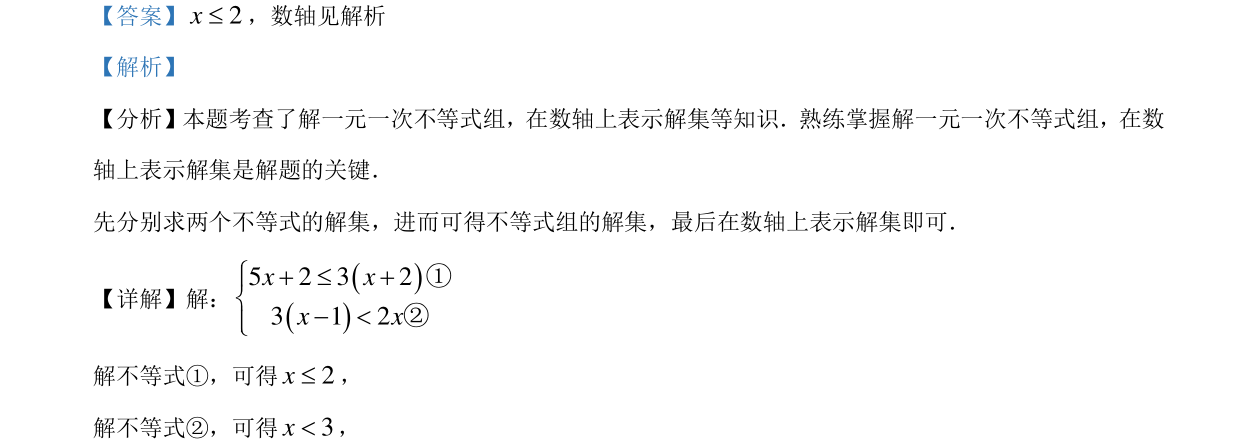 【答案】x≤2，数轴见解析
【解析】
【分析】本题考查了解一元一次不等式组，在数轴上表示解集等知识．熟练掌握解一元一次不等式组，在数
轴上表示解集是解题的关键．
先分别求两个不等式的解集，进而可得不等式组的解集，最后在数轴上表示解集即可．
【详解】解：{5x+2≤3(x+2)①
3(x−1)<2x②
解不等式①，可得x≤2，
解不等式②，可得x<3，